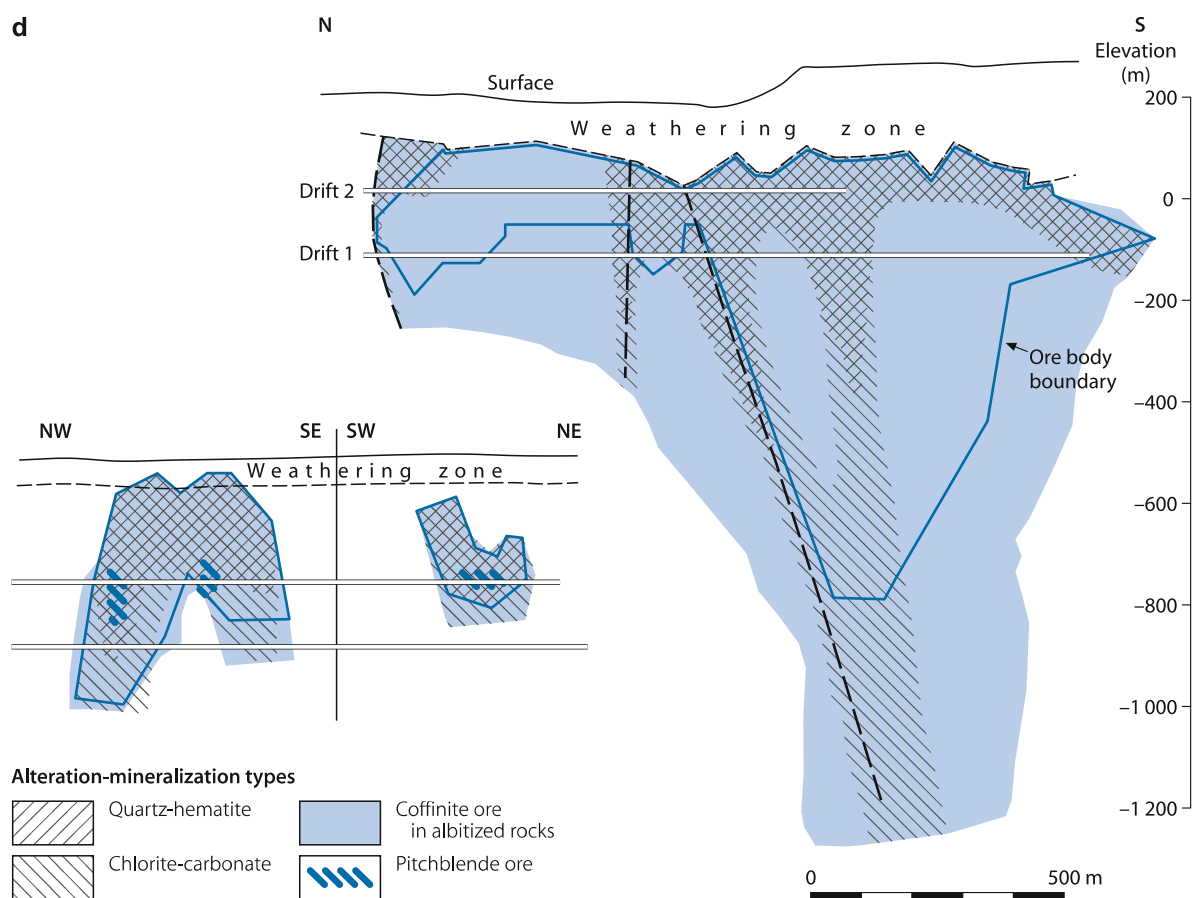 d
N
S
Elevation
(m)
Surface
Weathering zone
200
Drift 2
0
Drift 1
–200
Ore body
boundary
–400
NW
SE
SW
NE
Weathering zone
–600
–800
–1 000
Alteration-mineralization types
Quartz-hematite
Coffinite ore
in albitized rocks
–1 200
Chlorite-carbonate
Pitchblende ore
0
500 m